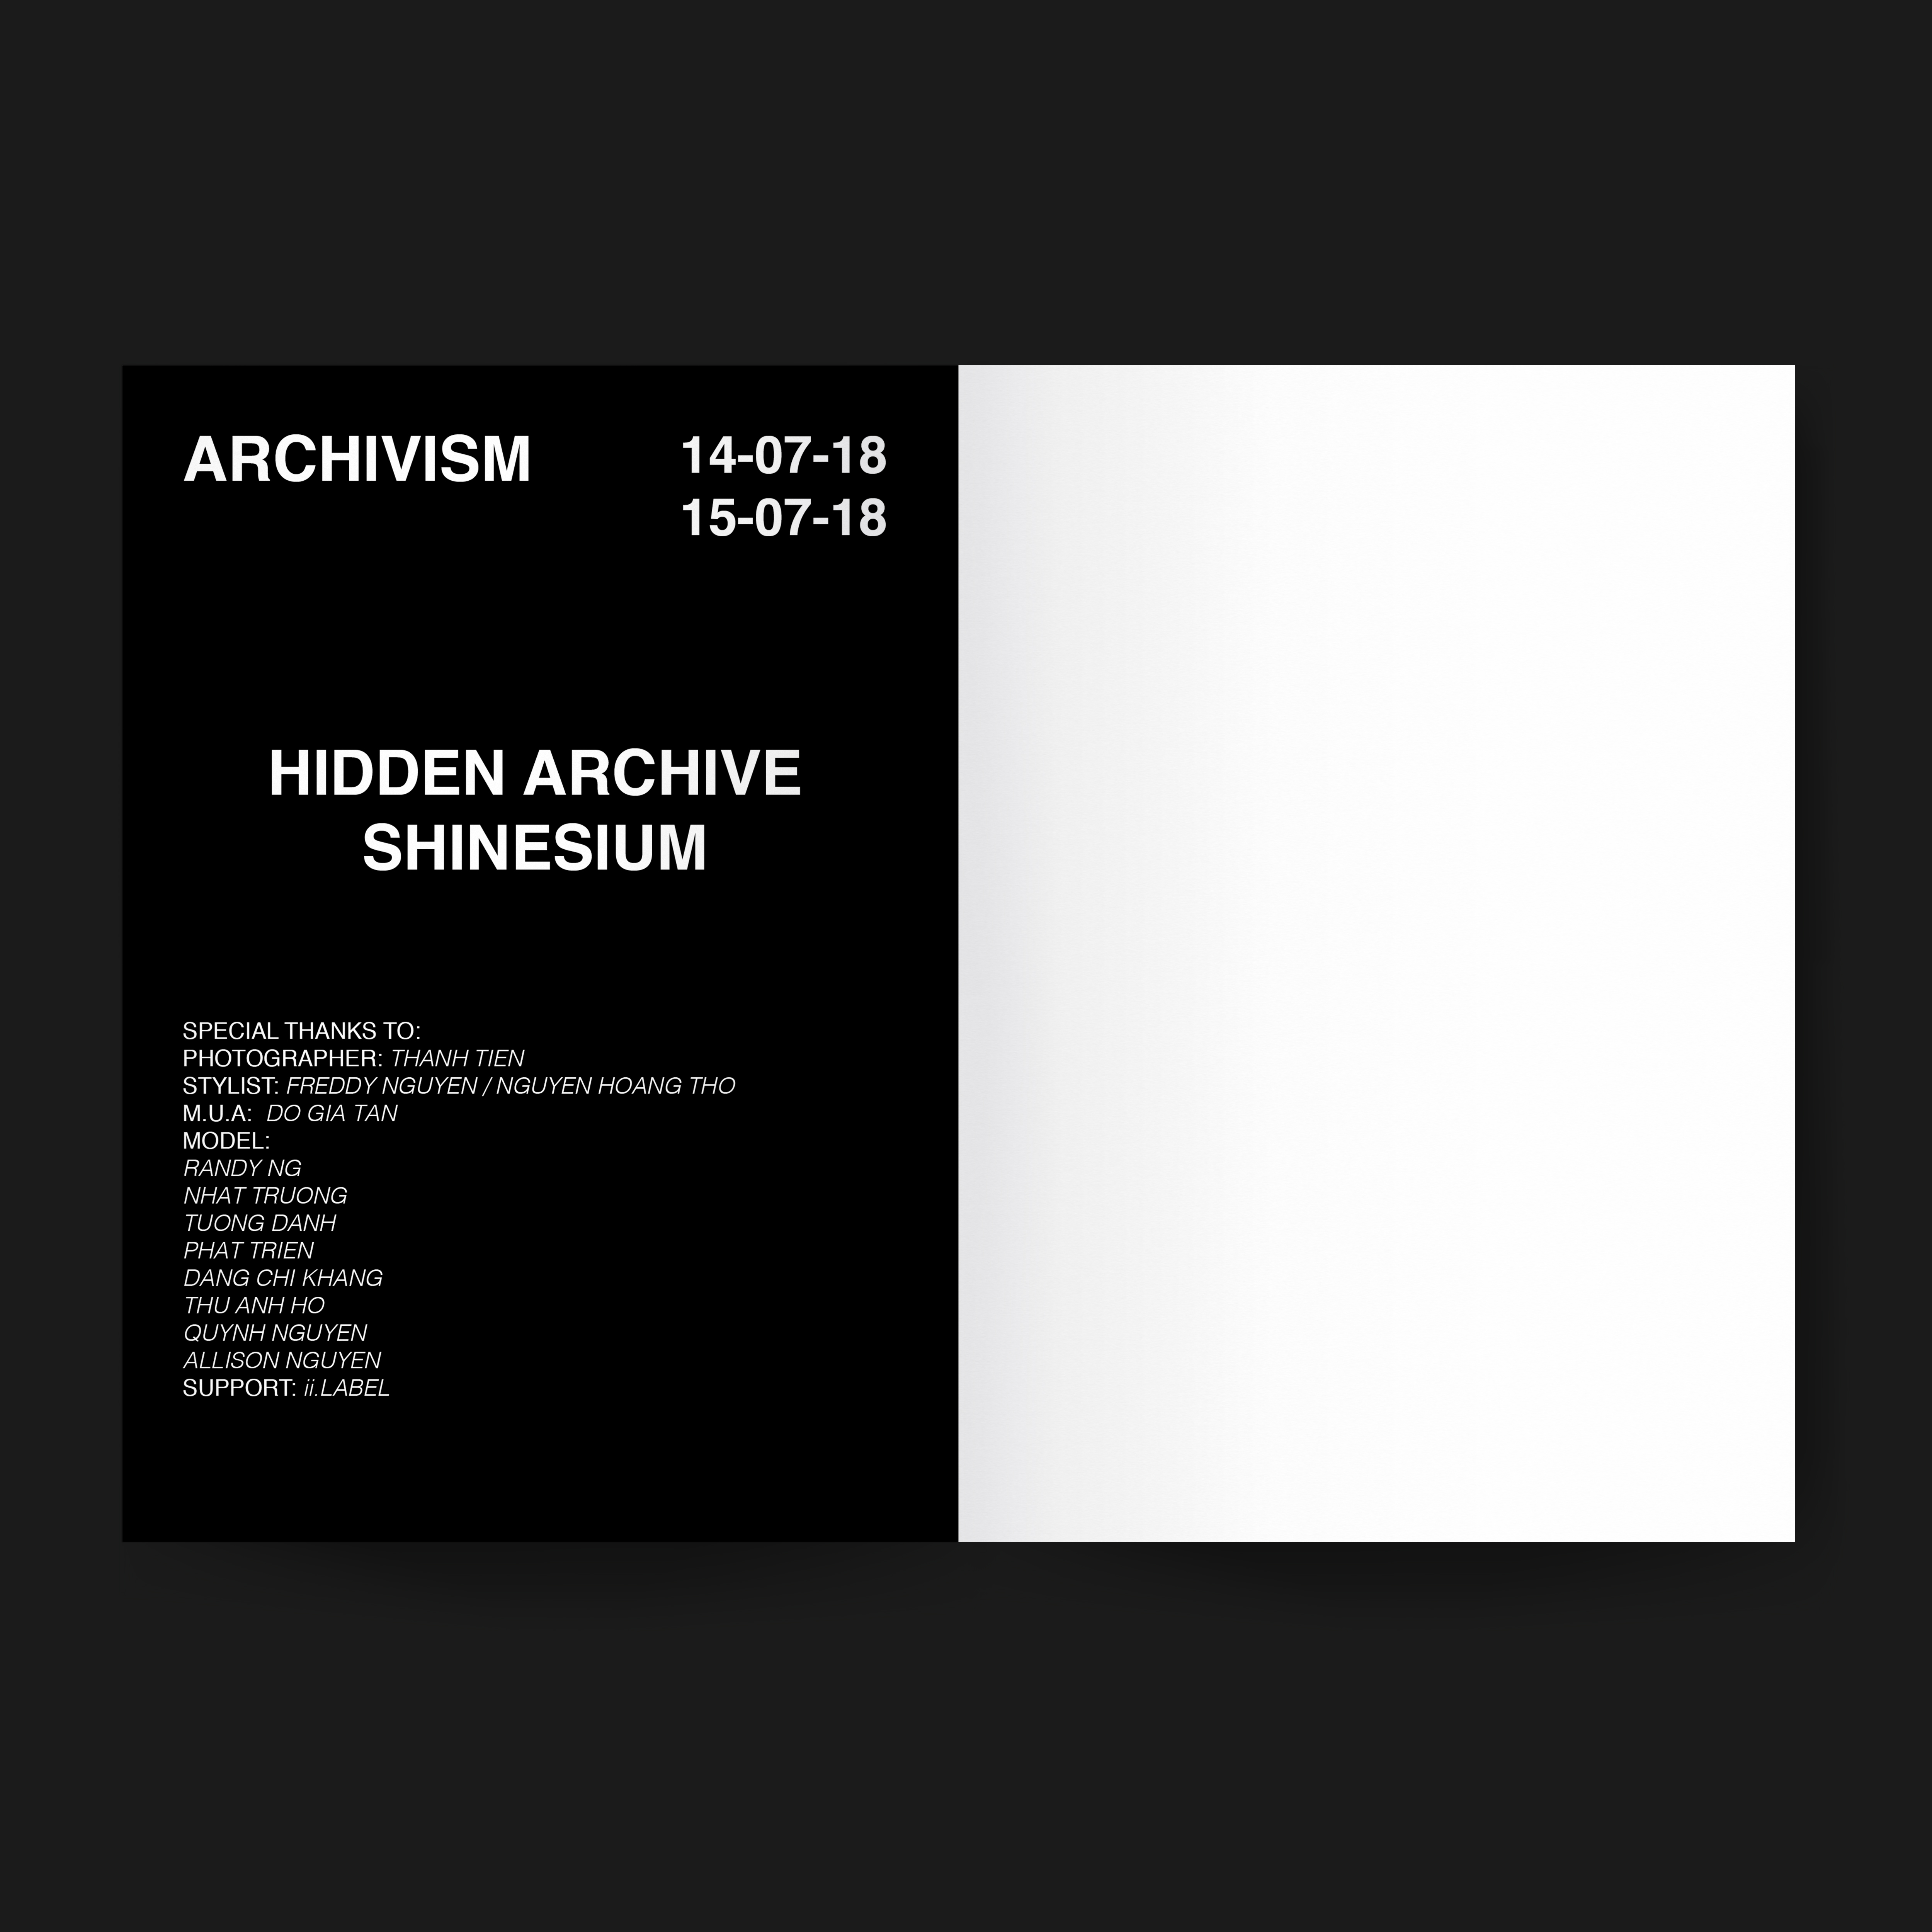 ARCHIVISM
14-07-18
15-07-18
HIDDEN ARCHIVE
SHINESIUM
SPECIAL THANKS TO:
PHOTOGRAPHER: THANH TIEN
STYLIST: FREDDY NGUYEN / NGUYEN HOANG THO
M.U.A: DO GIA TAN
MODEL:
RANDY NG
NHAT TRUONG
TUONG DANH
PHAT TRIEN
DANG CHI KHANG
THU ANH HO
QUYNH NGUYEN
ALLISON NGUYEN
SUPPORT: ii.LABEL